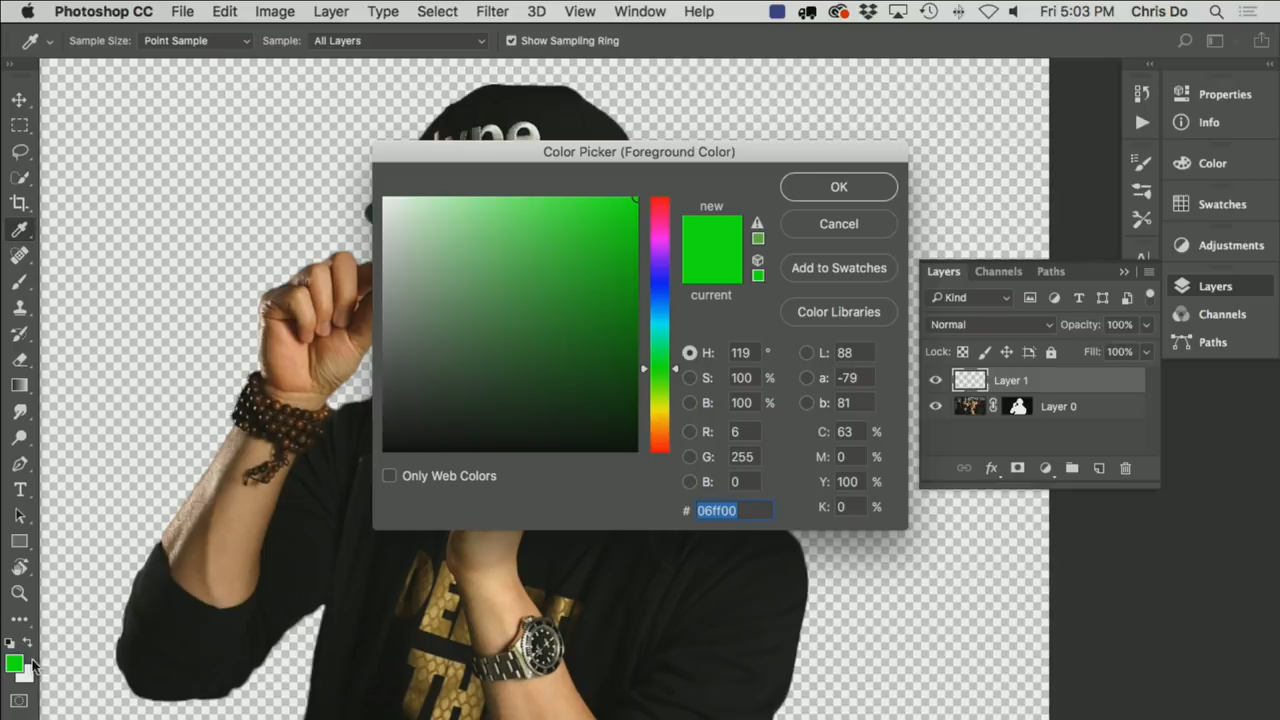 Photoshop CC File Edit Image Layer Type Select Filter 3D View Window Help Fri 5:03 PM Chris Do
Sample Size: Point Sample Sample: All Layers Show Sampling Ring
Color Picker (Foreground Color)
new
current
OK
Cancel
Add to Swatches
Color Libraries
H: 119 °
S: 100 %
B: 100 %
R: 6
G: 255
B: 0
# 06ff00
L: 88
a: -79
b: 81
C: 63 %
M: 0 %
Y: 100 %
K: 0 %
Only Web Colors
Layers Channels Paths
Kind
Normal Opacity: 100%
Lock: Fill: 100%
Layer 1
Layer 0
Properties
Info
Color
Swatches
Adjustments
Layers
Channels
Paths